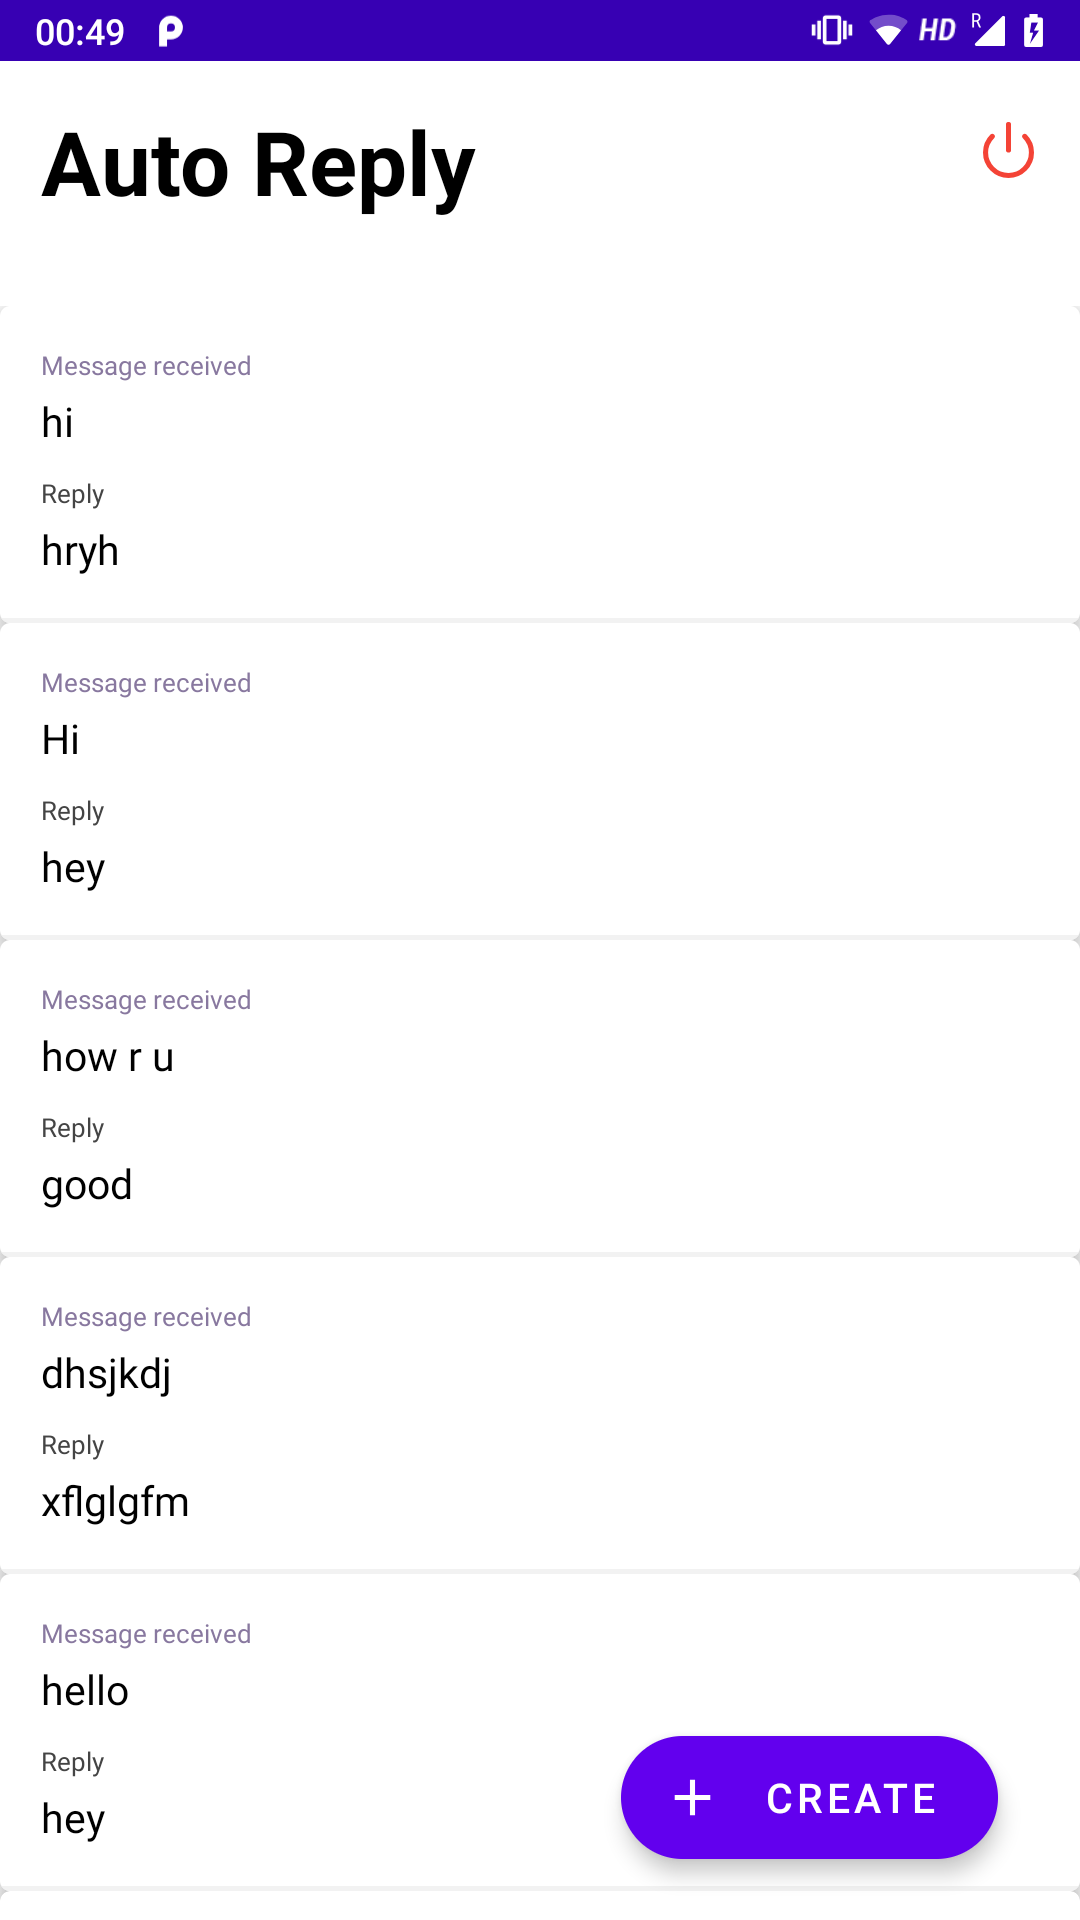 00:49
HD
R
Auto Reply
Message received
hi
Reply
hryh
Message received
Hi
Reply
hey
Message received
how r u
Reply
good
Message received
dhsjkdj
Reply
xflglgfm
Message received
hello
Reply
hey
+ CREATE